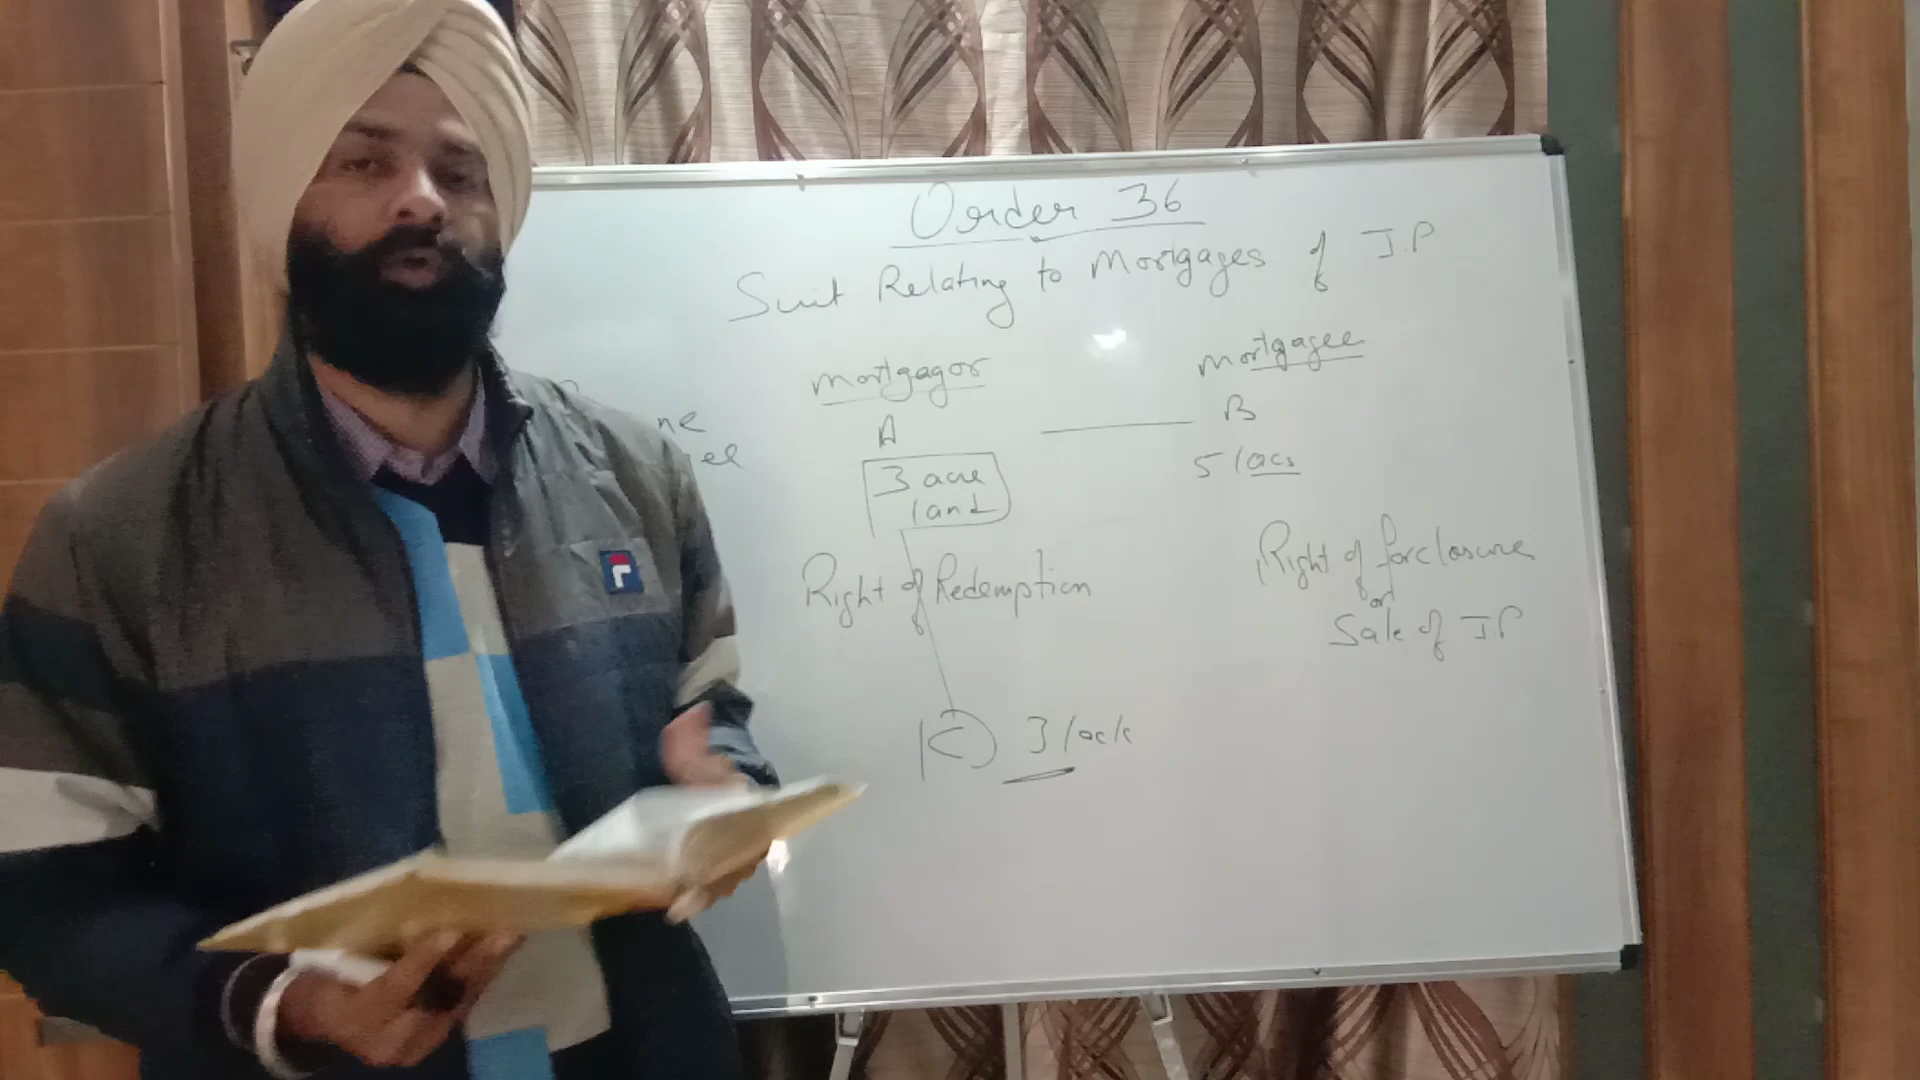 Order 36
Suit Relating to Mortgages of I.P
Mortgagor
Mortgagee
A
B
3 acre
land
5 lacs
Right of Redemption
Right of forclosure
or
Sale of I P
C 3 lack